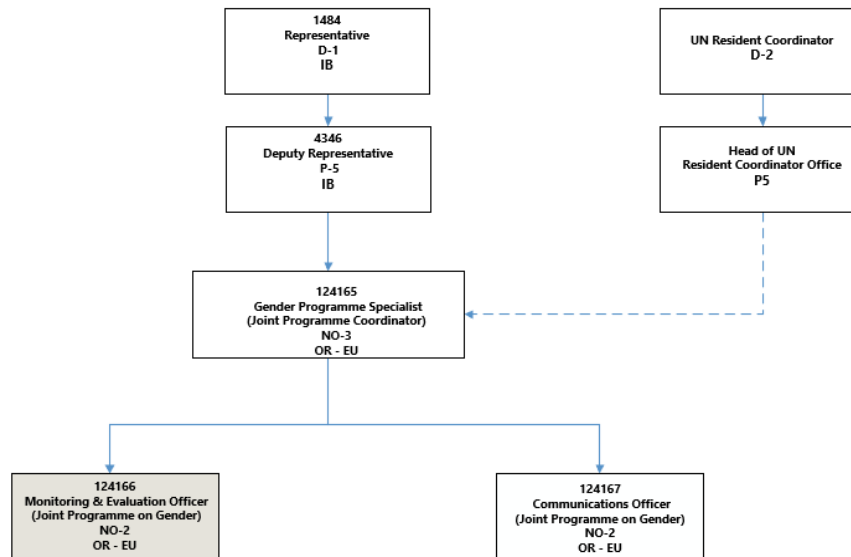 1484
Representative
D-1
IB
UN Resident Coordinator
D-2
4346
Deputy Representative
P-5
IB
Head of UN
Resident Coordinator Office
P5
124165
Gender Programme Specialist
(Joint Programme Coordinator)
NO-3
OR - EU
124166
Monitoring & Evaluation Officer
(Joint Programme on Gender)
NO-2
OR - EU
124167
Communications Officer
(Joint Programme on Gender)
NO-2
OR - EU